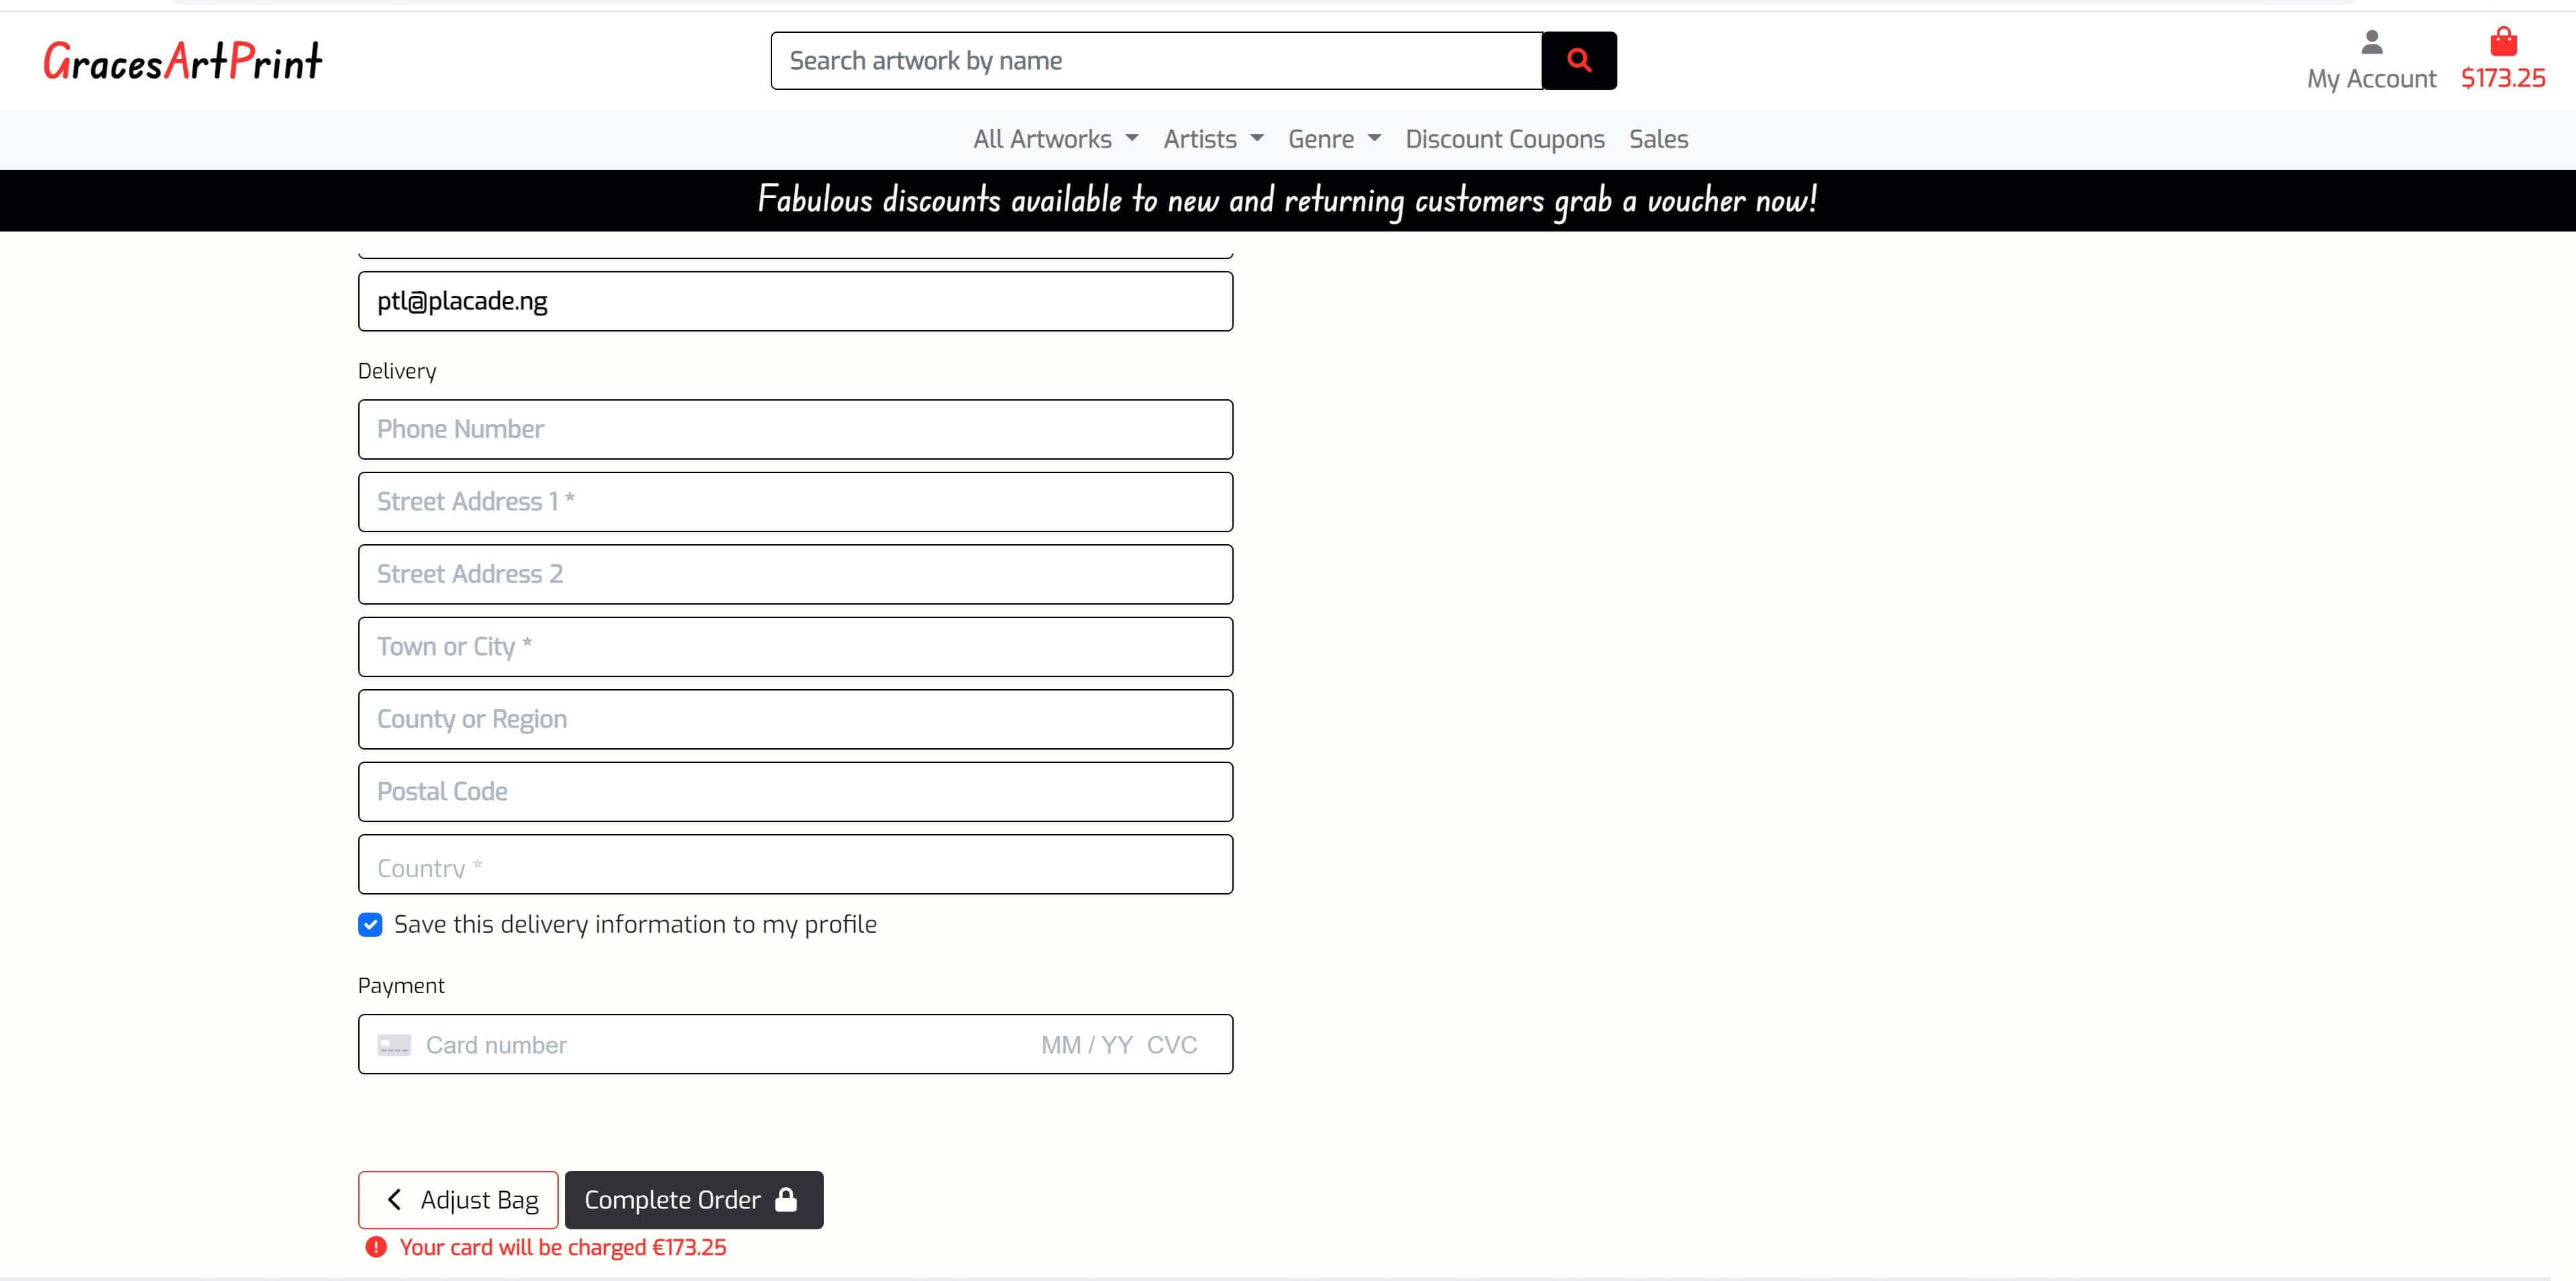 GracesArtPrint
Search artwork by name
My Account
$173.25
All Artworks Artists Genre Discount Coupons Sales
Fabulous discounts available to new and returning customers grab a voucher now!
ptl@placade.ng
Delivery
Phone Number
Street Address 1 *
Street Address 2
Town or City *
County or Region
Postal Code
Country *
Save this delivery information to my profile
Payment
Card number MM / YY CVC
Adjust Bag Complete Order
Your card will be charged €173.25